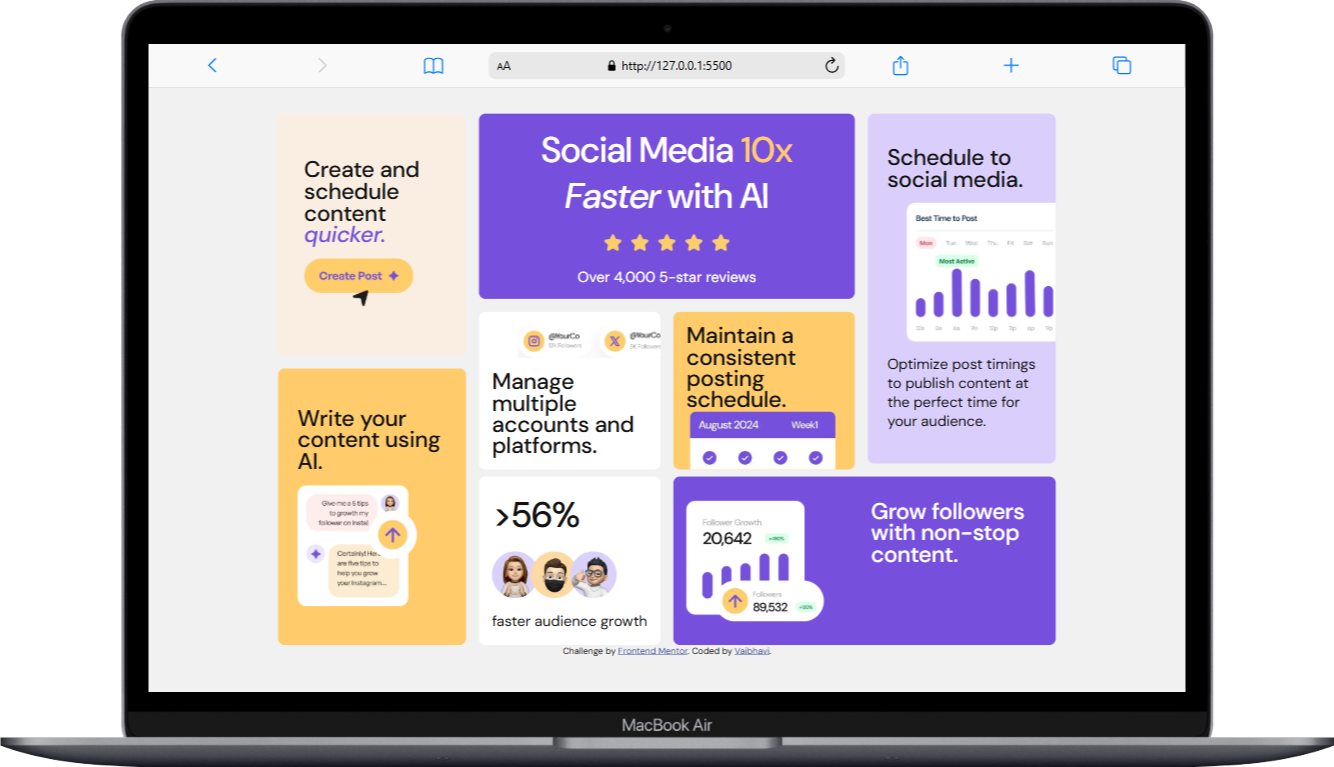 AA
http://127.0.0.1:5500
Create and
schedule
content
quicker.
Create Post
Social Media 10x
Faster with AI
Over 4,000 5-star reviews
Schedule to
social media.
Best Time to Post
Mon Tue Wed Thu Fri Sat Sun
Most Active
Optimize post timings
to publish content at
the perfect time for
your audience.
Write your
content using
AI.
Give me a 5 tips
to growth my
follower on Insta!
Certainly! Here
are five tips to
help you grow
your Instagram...
@YourCo
Followers
@YourCo
Followers
Manage
multiple
accounts and
platforms.
Maintain a
consistent
posting
schedule.
August 2024 Week1
>56%
faster audience growth
Follower Growth
20,642
Followers
89,532
Grow followers
with non-stop
content.
Challenge by Frontend Mentor. Coded by Vaibhavi.
MacBook Air